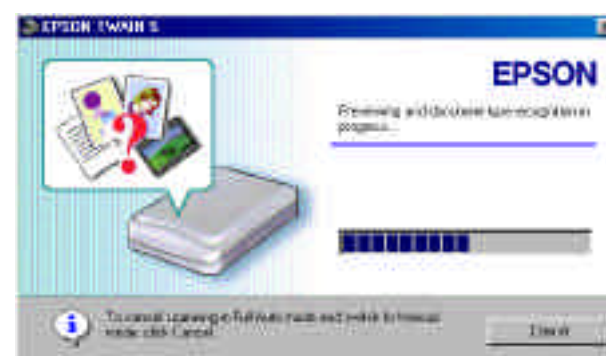 EPSON TWAIN 5
EPSON
Previewing and document type recognition in
progress...
To cancel scanning in Full Auto mode and switch to manual
mode, click Cancel.
Cancel